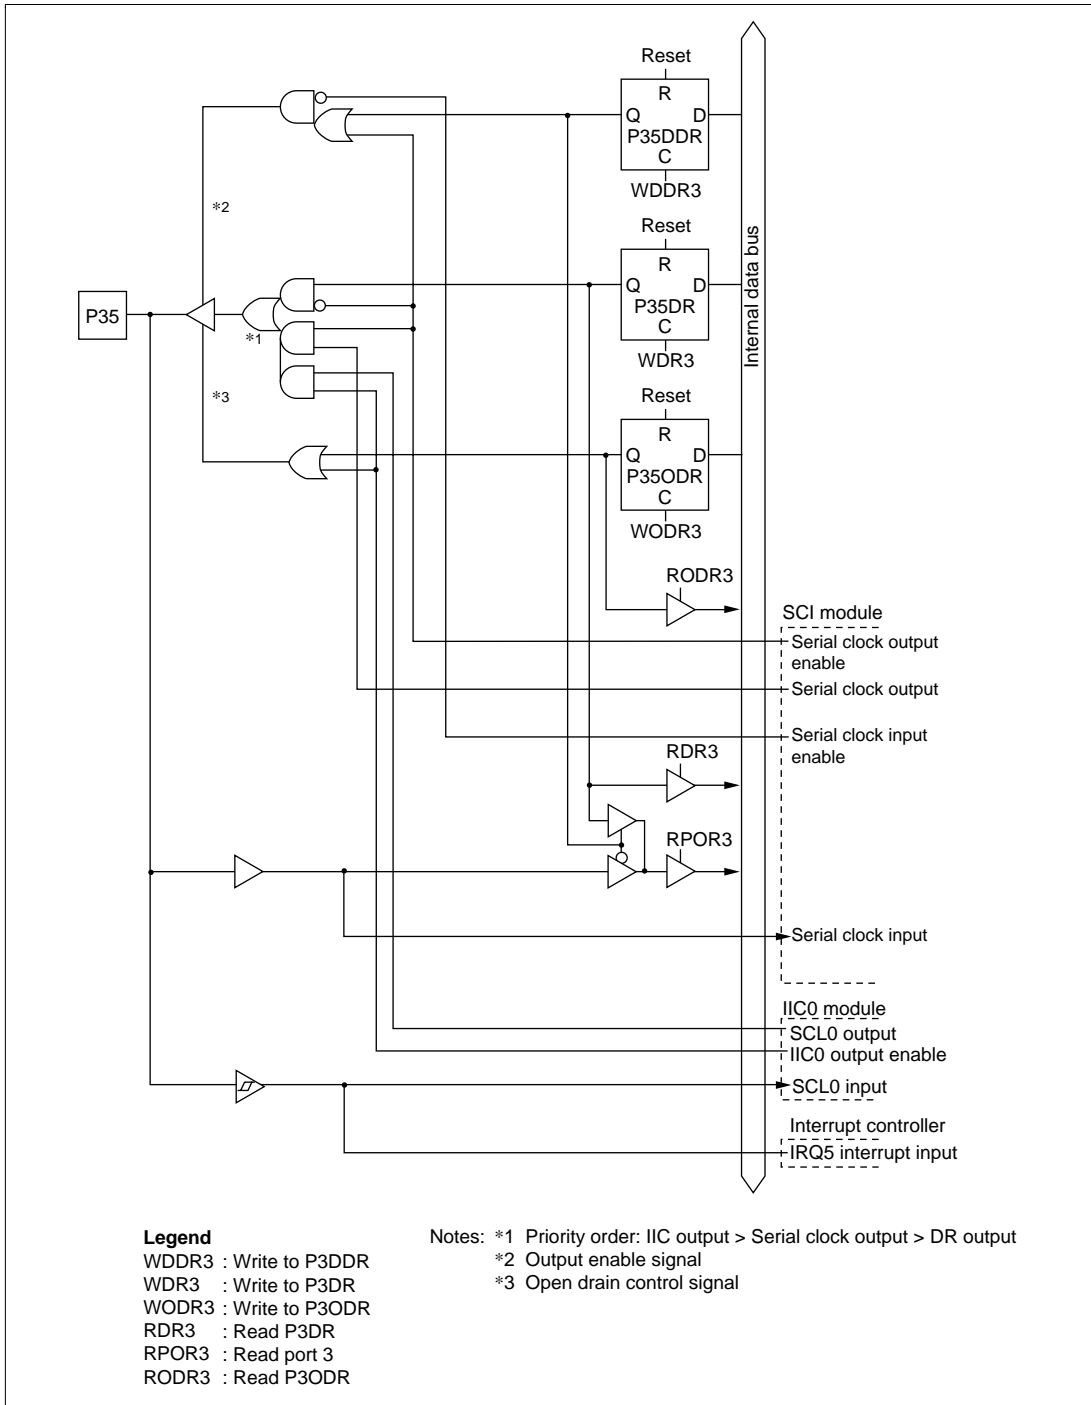 Reset
R
Q D
P35DDR
C
WDDR3
*2
Reset
R
Q D
P35DR
C
WDR3
P35
*1
*3
Internal data bus
Reset
R
Q D
P35ODR
C
WODR3
RODR3
SCI module
Serial clock output
enable
Serial clock output
Serial clock input
enable
RDR3
RPOR3
Serial clock input
IIC0 module
SCL0 output
IIC0 output enable
SCL0 input
Interrupt controller
IRQ5 interrupt input
Legend
WDDR3 : Write to P3DDR
WDR3 : Write to P3DR
WODR3 : Write to P3ODR
RDR3 : Read P3DR
RPOR3 : Read port 3
RODR3 : Read P3ODR
Notes: *1 Priority order: IIC output > Serial clock output > DR output
*2 Output enable signal
*3 Open drain control signal